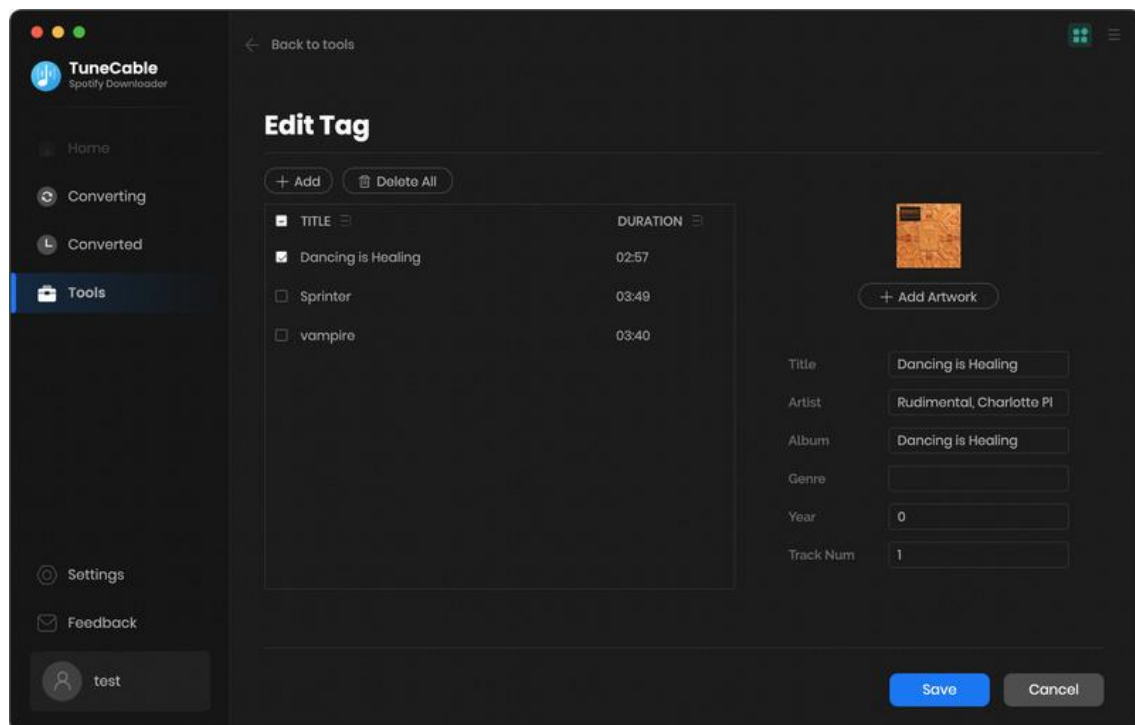 TuneCable
Spotify Downloader
Home
Converting
Converted
Tools
Settings
Feedback
test
Back to tools
Edit Tag
Add
Delete All
TITLE DURATION
Dancing is Healing 02:57
Sprinter 03:49
vampire 03:40
Add Artwork
Title Dancing is Healing
Artist Rudimental, Charlotte Pl
Album Dancing is Healing
Genre
Year 0
Track Num 1
Save Cancel